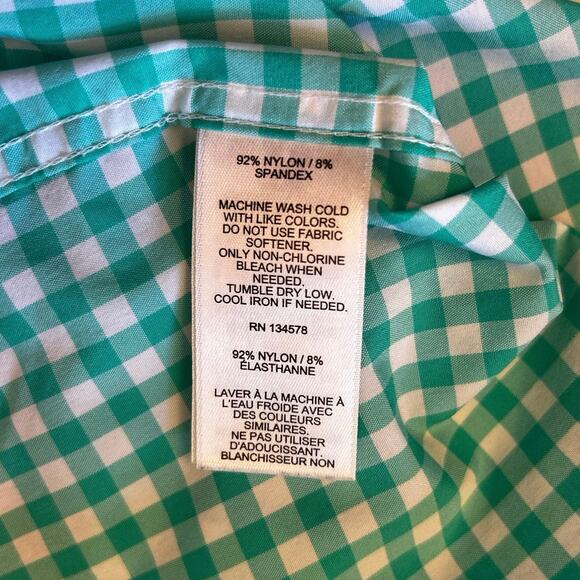 92% NYLON / 8%
SPANDEX
MACHINE WASH COLD
WITH LIKE COLORS.
DO NOT USE FABRIC
SOFTENER.
ONLY NON-CHLORINE
BLEACH WHEN
NEEDED.
TUMBLE DRY LOW.
COOL IRON IF NEEDED.
RN 134578
92% NYLON / 8%
ÉLASTHANNE
LAVER À LA MACHINE À
L'EAU FROIDE AVEC
DES COULEURS
SIMILAIRES.
NE PAS UTILISER
D'ADOUCISSANT.
BLANCHISSEUR NON